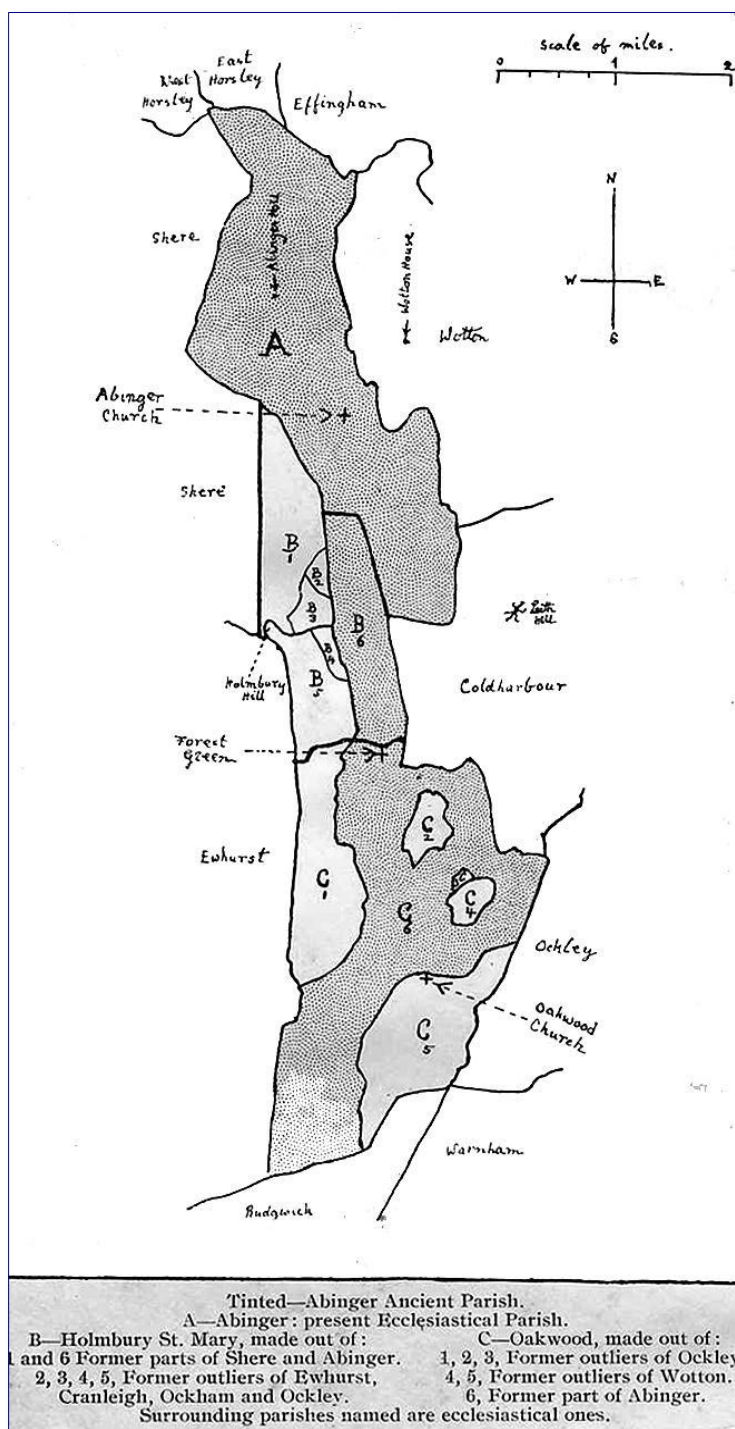 Scale of miles.
0 1 2
West
Horsley
East
Horsley
Effingham
N
W E
S
Shere
Abinger Hall
Wotton House
Wotton
A
Abinger
Church
Shere
B
1
B2
B
3
B
6
B4
B
5
Leith
Hill
Holmbury
Hill
Coldharbour
Forest
Green
C
2
Ewhurst
C
1
C
4
C
6
Ockley
Oakwood
Church
C
5
Warnham
Rudgwick
Tinted—Abinger Ancient Parish.
A—Abinger: present Ecclesiastical Parish.
B—Holmbury St. Mary, made out of:
1 and 6 Former parts of Shere and Abinger.
2, 3, 4, 5, Former outliers of Ewhurst,
Cranleigh, Ockham and Ockley.
C—Oakwood, made out of:
1, 2, 3, Former outliers of Ockley
4, 5, Former outliers of Wotton.
6, Former part of Abinger.
Surrounding parishes named are ecclesiastical ones.